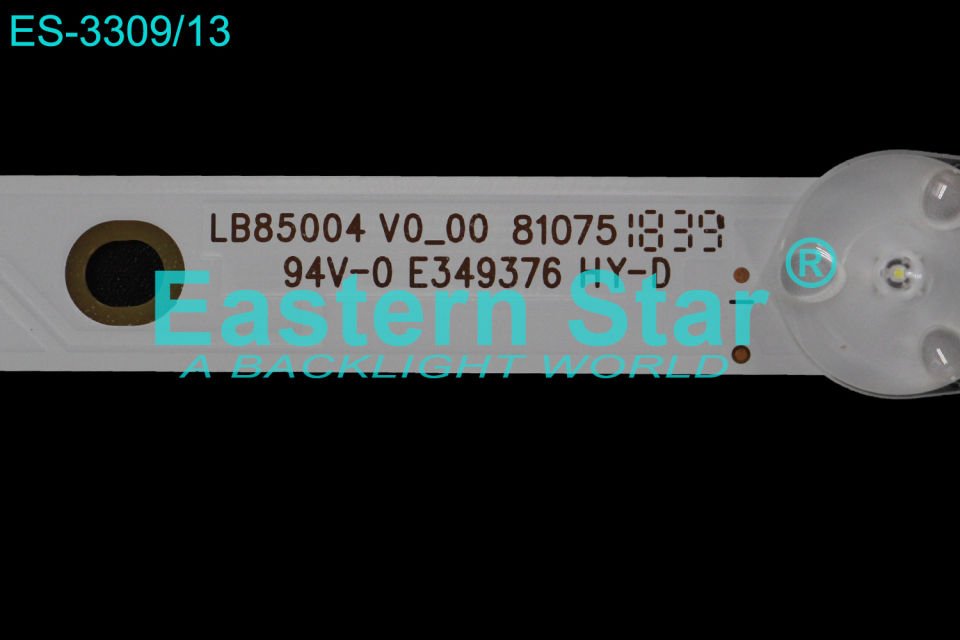 ES-3309/13
LB85004 V0_00 81075 1839
94V-0 E349376 HY-D
Eastern Star ®
A BACKLIGHT WORLD